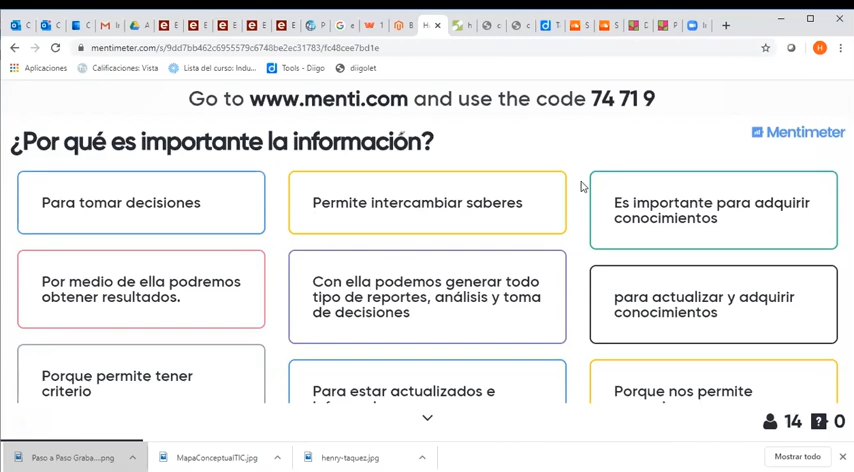 mentimeter.com/s/9dd7bb462c6955579c6748be2ec31783/fc48cee7bd1e
H
Aplicaciones
Calificaciones: Vista
Lista del curso: Indu...
Tools - Diigo
diigolet
Go to www.menti.com and use the code 74 71 9
¿Por qué es importante la información?
Mentimeter
Para tomar decisiones
Permite intercambiar saberes
Es importante para adquirir
conocimientos
Por medio de ella podremos
obtener resultados.
Con ella podemos generar todo
tipo de reportes, análisis y toma
de decisiones
para actualizar y adquirir
conocimientos
Porque permite tener
criterio
Para estar actualizados e
Porque nos permite
14
0
Paso a Paso Graba....png
MapaConceptualTIC.jpg
henry-taquez.jpg
Mostrar todo